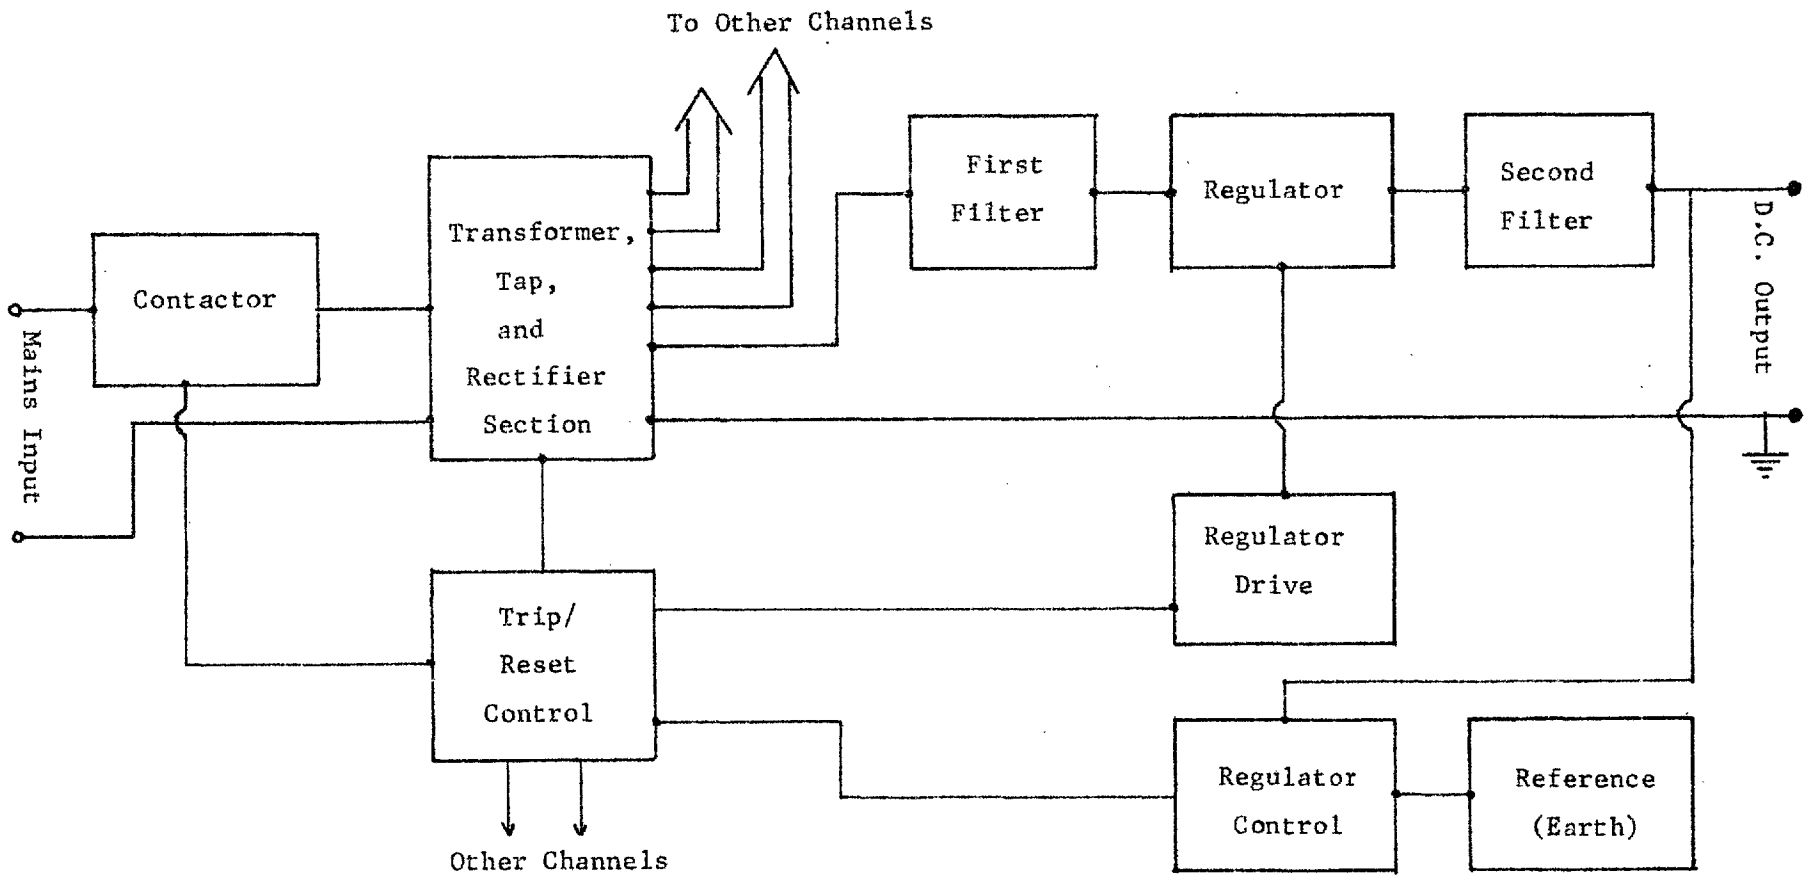 To Other Channels
Contactor
Mains Input
Transformer,
Tap,
and
Rectifier
Section
First
Filter
Regulator
Second
Filter
D.C. Output
Regulator
Drive
Trip/
Reset
Control
Regulator
Control
Reference
(Earth)
Other Channels